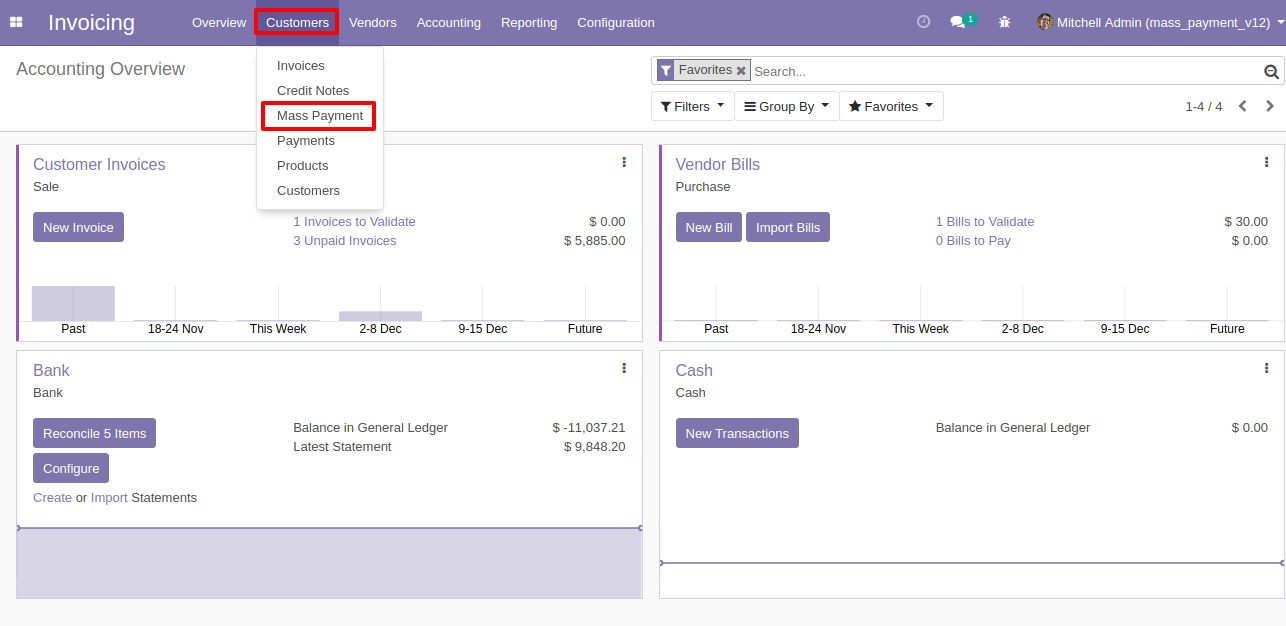 Invoicing Overview Customers Vendors Accounting Reporting Configuration 1 Mitchell Admin (mass_payment_v12)
Accounting Overview
Favorites Search...
Filters Group By Favorites 1-4 / 4
Invoices
Credit Notes
Mass Payment
Payments
Products
Customers
Customer Invoices
Sale
New Invoice
1 Invoices to Validate $ 0.00
3 Unpaid Invoices $ 5,885.00
Past 18-24 Nov This Week 2-8 Dec 9-15 Dec Future
Vendor Bills
Purchase
New Bill Import Bills
1 Bills to Validate $ 30.00
0 Bills to Pay $ 0.00
Past 18-24 Nov This Week 2-8 Dec 9-15 Dec Future
Bank
Bank
Reconcile 5 Items
Balance in General Ledger $ -11,037.21
Latest Statement $ 9,848.20
Configure
Create or Import Statements
Cash
Cash
New Transactions
Balance in General Ledger $ 0.00